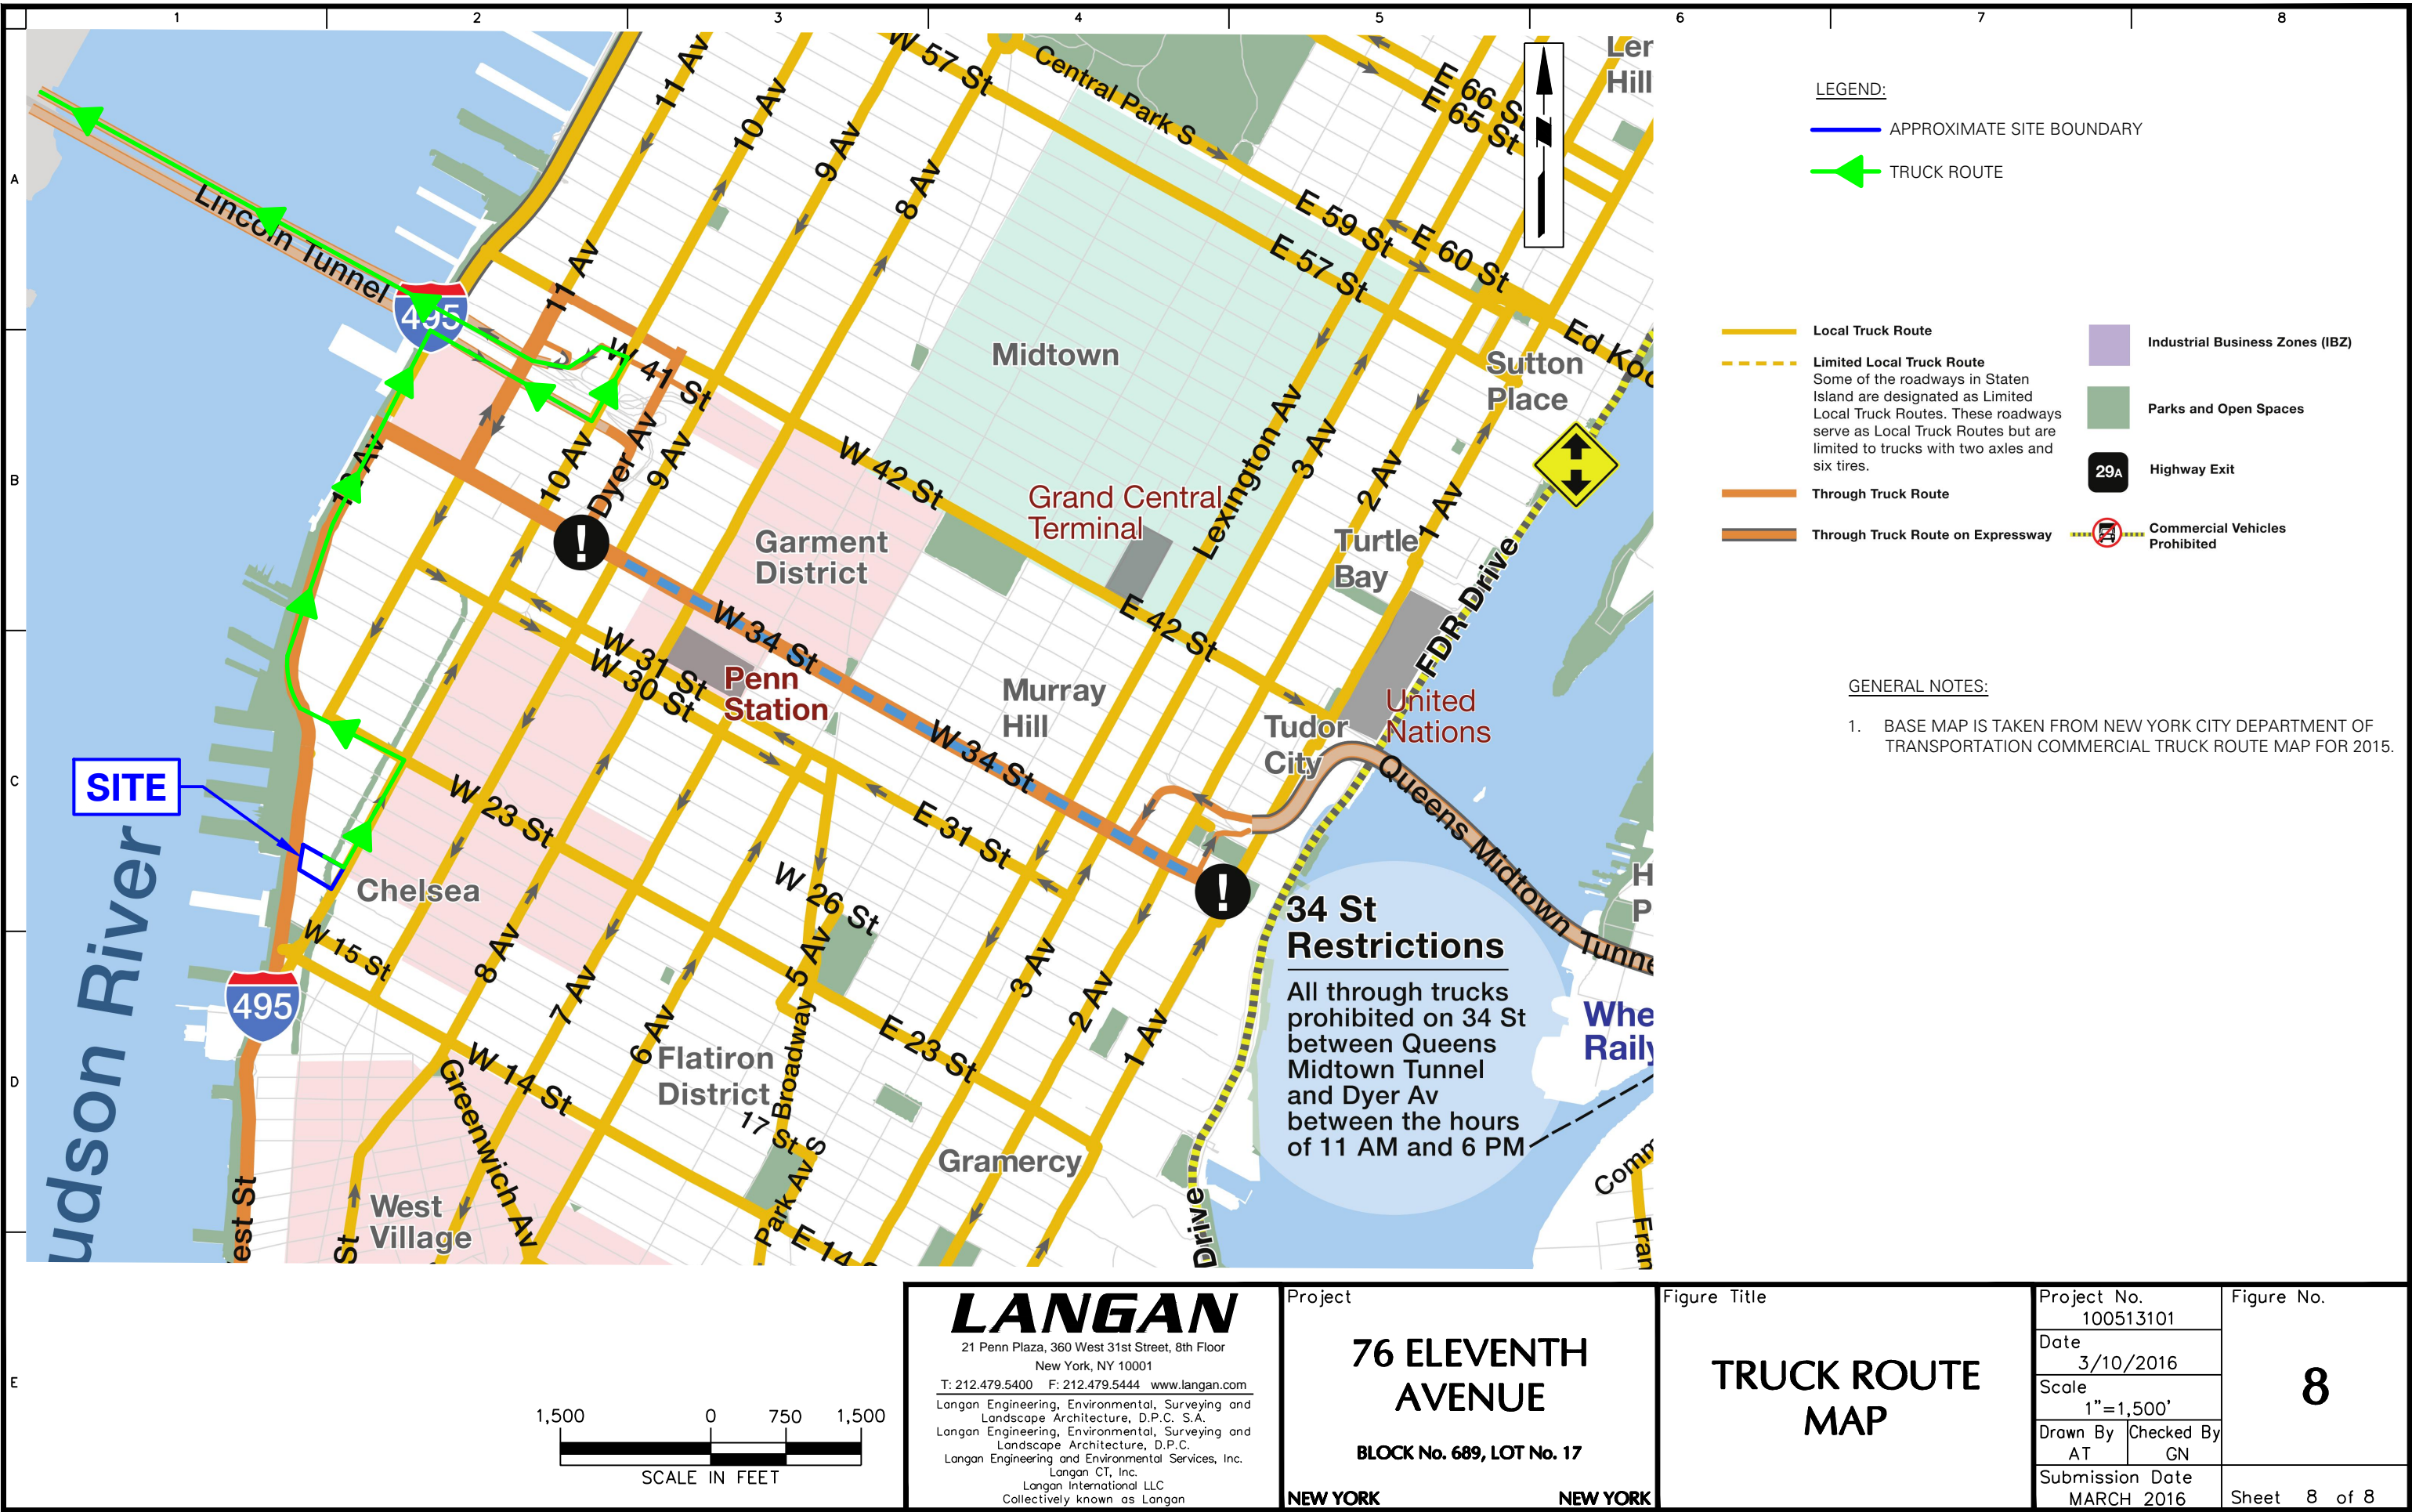 1 2 3 4 5 6 7 8
A
B
C
D
E
11 Av
10 Av
9 Av
8 Av
W 57 St
Central Park S
E 66 St
E 65 St
Hill
Lincoln Tunnel
495
11 Av
E 59 St
E 60 St
E 57 St
Midtown
Sutton
Place
W 41 St
W 42 St
10 Av
Dyer Av
9 Av
!
Garment
District
Grand Central
Terminal
Lexington Av
3 Av
2 Av
1 Av
Turtle
Bay
FDR Drive
E 42 St
W 34 St
W 31 St
W 30 St
Penn
Station
Murray
Hill
W 34 St
Tudor
City
United
Nations
Queens Midtown Tunne
SITE
W 23 St
E 31 St
Chelsea
W 26 St
!
H
P
W 15 St
495
8 Av
7 Av
6 Av
5 Av
Broadway
3 Av
2 Av
1 Av
E 23 St
Flatiron
District
W 14 St
Greenwich Av
17 St
Park Av S
Gramercy
E 14
West
Village
udson River
est St
St
Drive
34 St
Restrictions
All through trucks
prohibited on 34 St
between Queens
Midtown Tunnel
and Dyer Av
between the hours
of 11 AM and 6 PM
Whe
Comm
Fran
LEGEND:
APPROXIMATE SITE BOUNDARY
TRUCK ROUTE
Local Truck Route
Limited Local Truck Route
Some of the roadways in Staten
Island are designated as Limited
Local Truck Routes. These roadways
serve as Local Truck Routes but are
limited to trucks with two axles and
six tires.
Through Truck Route
Through Truck Route on Expressway
Industrial Business Zones (IBZ)
Parks and Open Spaces
29A
Highway Exit
Commercial Vehicles
Prohibited
GENERAL NOTES:
1. BASE MAP IS TAKEN FROM NEW YORK CITY DEPARTMENT OF
TRANSPORTATION COMMERCIAL TRUCK ROUTE MAP FOR 2015.
1,500 0 750 1,500
SCALE IN FEET
LANGAN
21 Penn Plaza, 360 West 31st Street, 8th Floor
New York, NY 10001
T: 212.479.5400 F: 212.479.5444 www.langan.com
Langan Engineering, Environmental, Surveying and
Landscape Architecture, D.P.C. S.A.
Langan Engineering, Environmental, Surveying and
Landscape Architecture, D.P.C.
Langan Engineering and Environmental Services, Inc.
Langan CT, Inc.
Langan International LLC
Collectively known as Langan
Project
76 ELEVENTH
AVENUE
BLOCK No. 689, LOT No. 17
NEW YORK NEW YORK
Figure Title
TRUCK ROUTE
MAP
Project No.
100513101
Date
3/10/2016
Scale
1"=1,500'
Drawn By
AT
Checked By
GN
Submission Date
MARCH 2016
Figure No.
8
Sheet 8 of 8